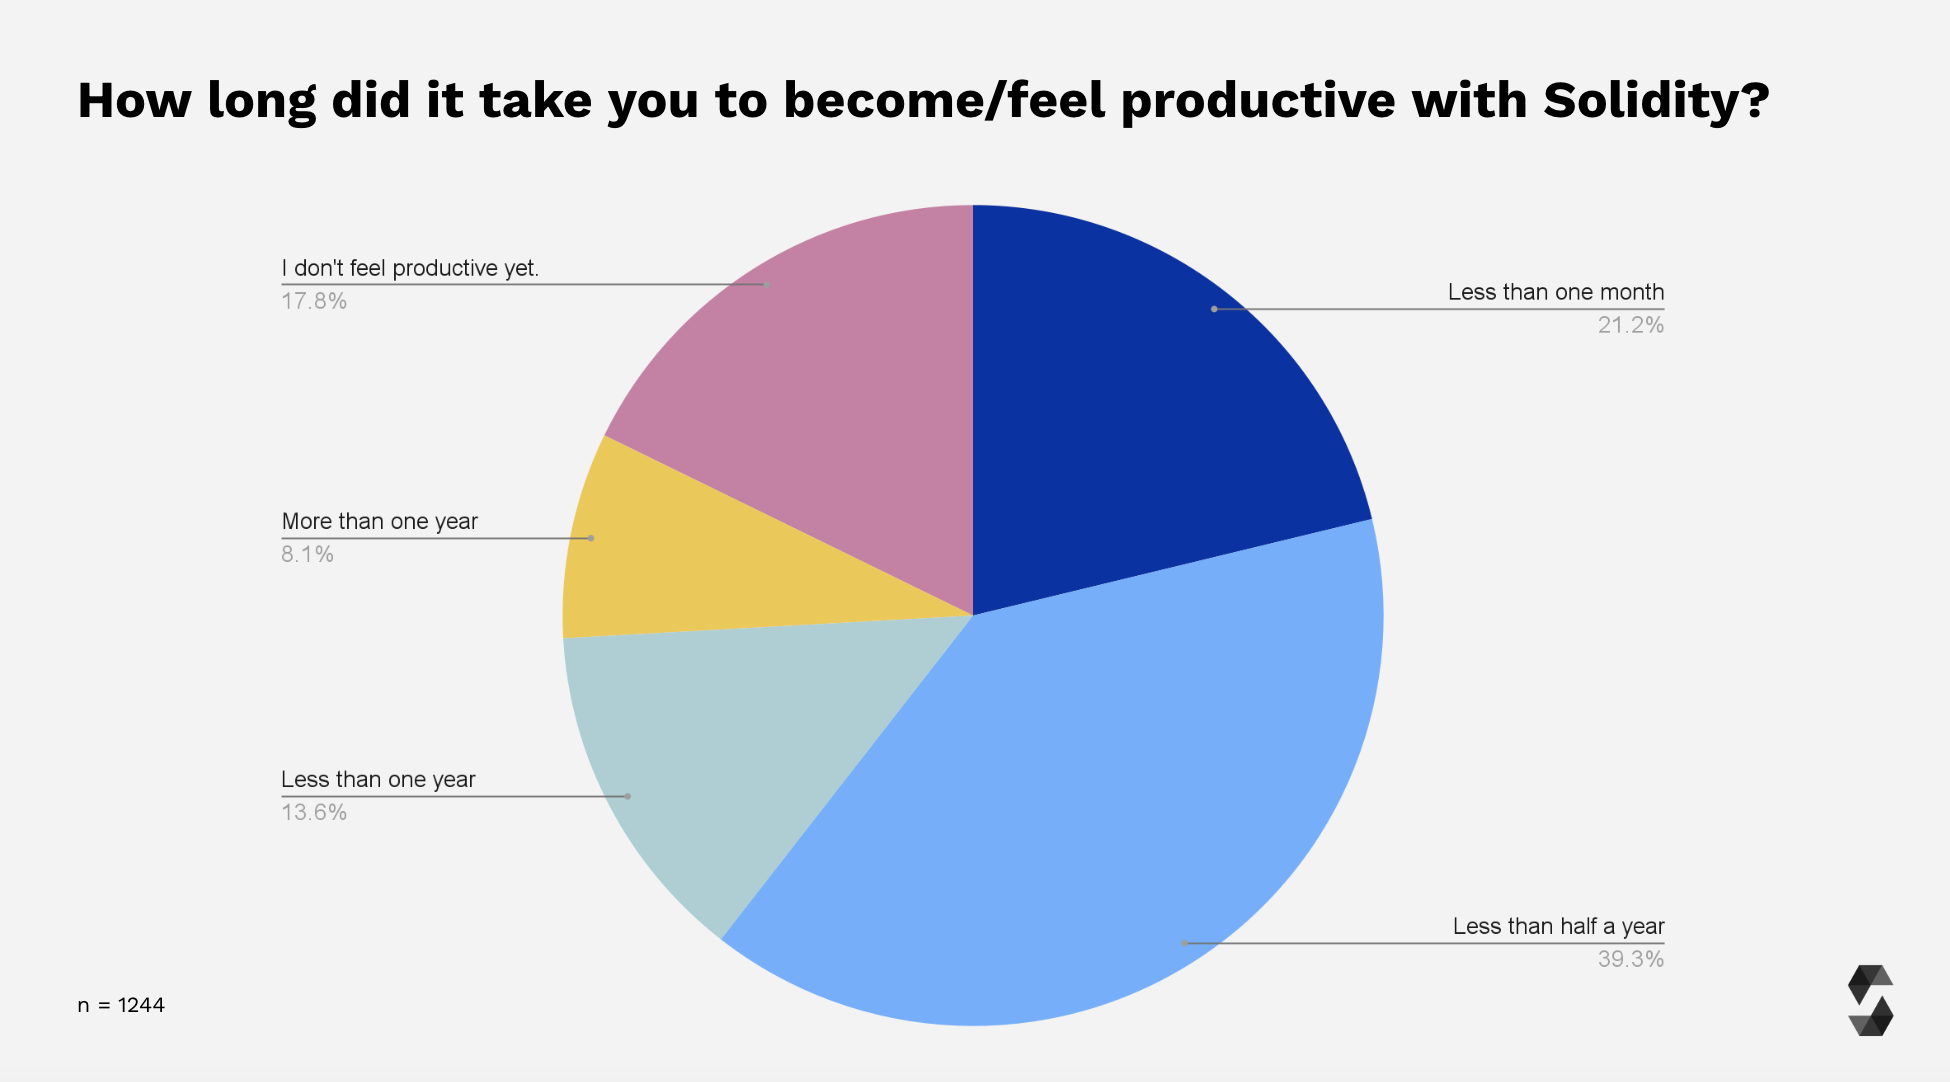 How long did it take you to become/feel productive with Solidity?
I don't feel productive yet.
17.8%
Less than one month
21.2%
More than one year
8.1%
Less than one year
13.6%
Less than half a year
39.3%
n = 1244